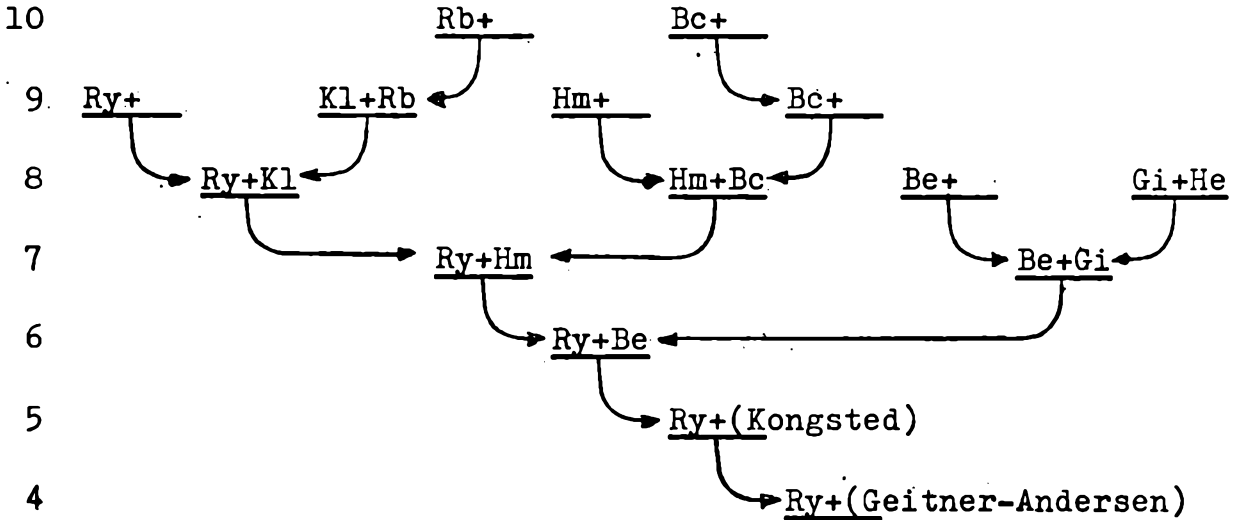 10 Rb+ Bc+
9 Ry+ Kl+Rb Hm+ Bc+
8 Ry+Kl Hm+Bc Be+ Gi+He
7 Ry+Hm Be+Gi
6 Ry+Be
5 Ry+(Kongsted)
4 Ry+(Geitner-Andersen)